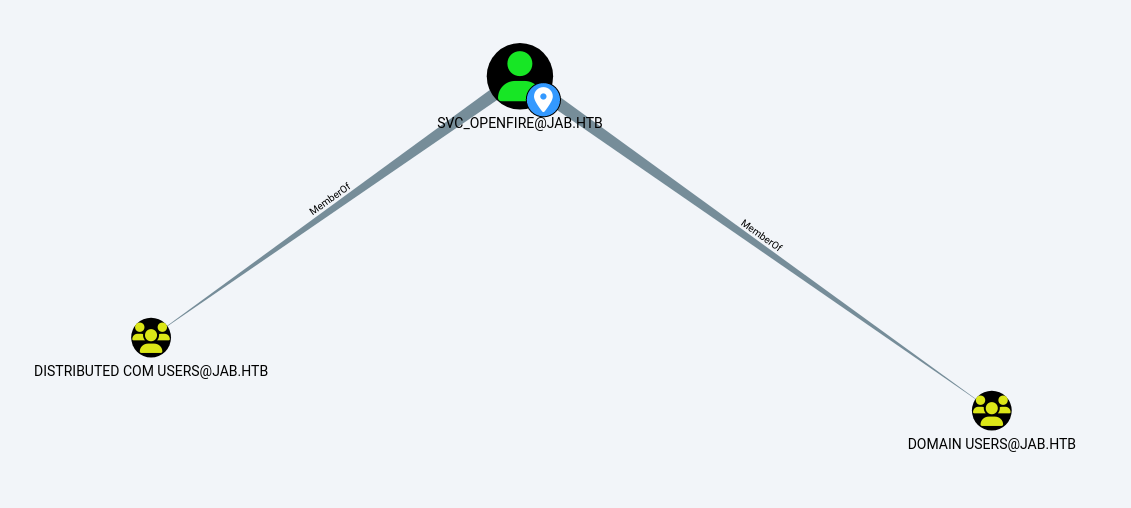 SVC_OPENFIRE@JAB.HTB
MemberOf
MemberOf
DISTRIBUTED COM USERS@JAB.HTB
DOMAIN USERS@JAB.HTB